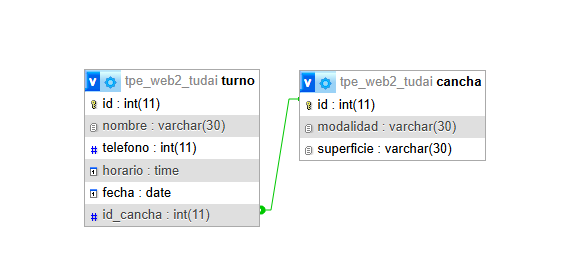 v tpe_web2_tudai turno
id : int(11)
nombre : varchar(30)
# telefono : int(11)
horario : time
fecha : date
# id_cancha : int(11)
v tpe_web2_tudai cancha
id : int(11)
modalidad : varchar(30)
superficie : varchar(30)